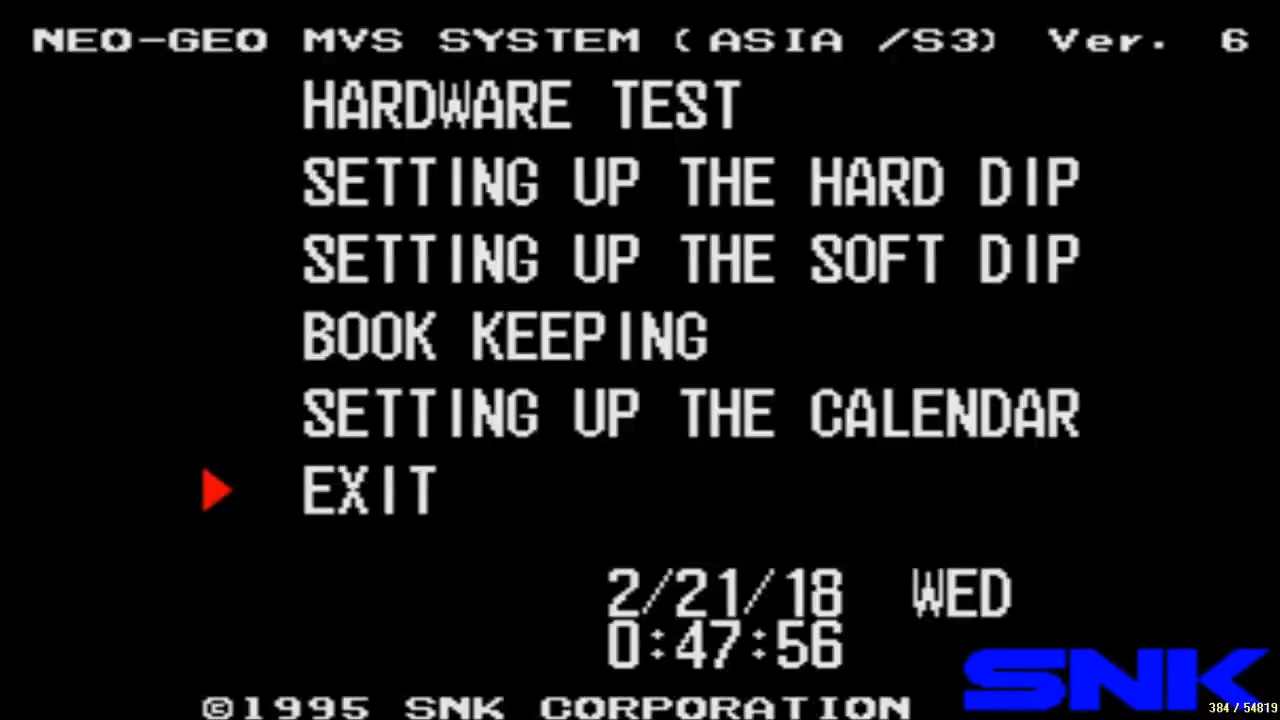 NEO-GEO MVS SYSTEM (ASIA /S3) Ver. 6
HARDWARE TEST
SETTING UP THE HARD DIP
SETTING UP THE SOFT DIP
BOOK KEEPING
SETTING UP THE CALENDAR
EXIT
2/21/18 WED
0:47:56
SNK
©1995 SNK CORPORATION
384 / 54819